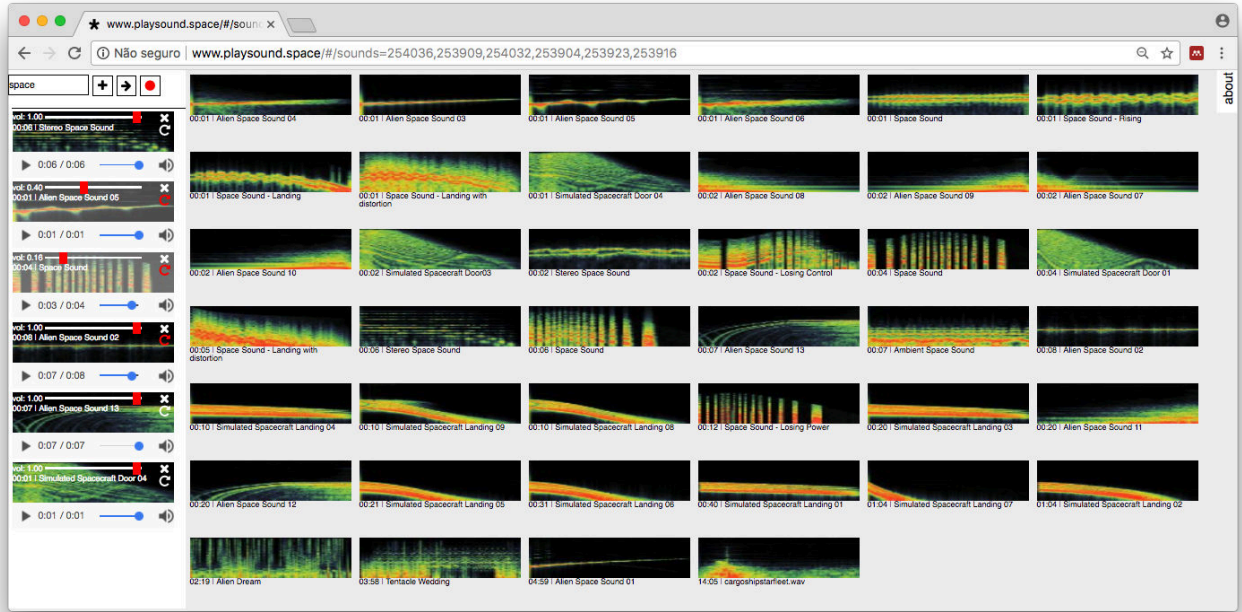 www.playsound.space/#/soun
Não seguro | www.playsound.space/#/sounds=254036,253909,254032,253904,253923,253916
space
about
vol: 1.00
00:06 | Stereo Space Sound
0:06 / 0:06
vol: 0.40
00:01 | Alien Space Sound 05
0:01 / 0:01
vol: 0.16
00:04 | Space Sound
0:03 / 0:04
vol: 1.00
00:08 | Alien Space Sound 02
0:07 / 0:08
vol: 1.00
00:07 | Alien Space Sound 13
0:07 / 0:07
vol: 1.00
00:01 | Simulated Spacecraft Door 04
0:01 / 0:01
00:01 | Alien Space Sound 04
00:01 | Alien Space Sound 03
00:01 | Alien Space Sound 05
00:01 | Alien Space Sound 06
00:01 | Space Sound
00:01 | Space Sound - Rising
00:01 | Space Sound - Landing
00:01 | Space Sound - Landing with
distortion
00:01 | Simulated Spacecraft Door 04
00:02 | Alien Space Sound 08
00:02 | Alien Space Sound 09
00:02 | Alien Space Sound 07
00:02 | Alien Space Sound 10
00:02 | Simulated Spacecraft Door03
00:02 | Stereo Space Sound
00:02 | Space Sound - Losing Control
00:04 | Space Sound
00:04 | Simulated Spacecraft Door 01
00:05 | Space Sound - Landing with
distortion
00:06 | Stereo Space Sound
00:06 | Space Sound
00:07 | Alien Space Sound 13
00:07 | Ambient Space Sound
00:08 | Alien Space Sound 02
00:10 | Simulated Spacecraft Landing 04
00:10 | Simulated Spacecraft Landing 09
00:10 | Simulated Spacecraft Landing 08
00:12 | Space Sound - Losing Power
00:20 | Simulated Spacecraft Landing 03
00:20 | Alien Space Sound 11
00:20 | Alien Space Sound 12
00:21 | Simulated Spacecraft Landing 05
00:31 | Simulated Spacecraft Landing 06
00:40 | Simulated Spacecraft Landing 01
01:04 | Simulated Spacecraft Landing 07
01:04 | Simulated Spacecraft Landing 02
02:19 | Alien Dream
03:58 | Tentacle Wedding
04:59 | Alien Space Sound 01
14:05 | cargoshipstarfleet.wav